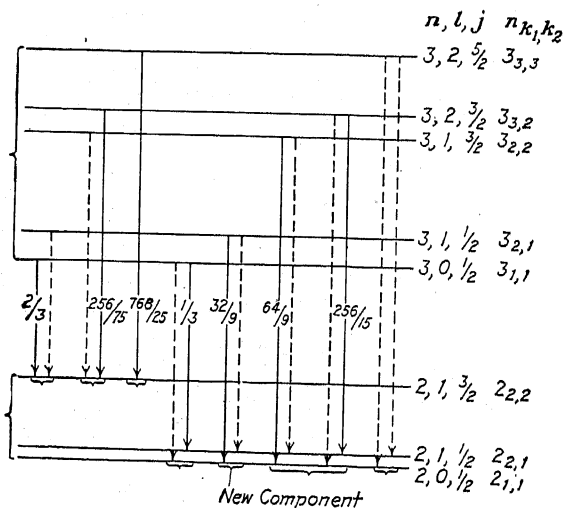 n, l, j n_{k_1,k_2}
3, 2, 5/2 3_{3,3}
3, 2, 3/2 3_{3,2}
3, 1, 3/2 3_{2,2}
3, 1, 1/2 3_{2,1}
3, 0, 1/2 3_{1,1}
2/3 256/75 768/25 1/3 32/9 64/9 256/15
2, 1, 3/2 2_{2,2}
2, 1, 1/2 2_{2,1}
2, 0, 1/2 2_{1,1}
New Component